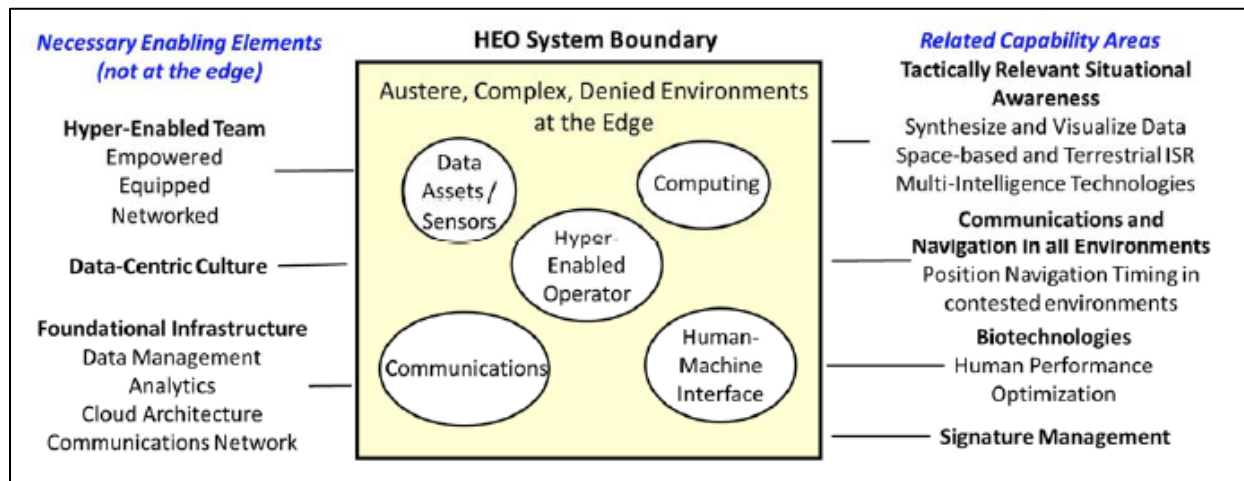 Necessary Enabling Elements
(not at the edge)
Hyper-Enabled Team
Empowered
Equipped
Networked
Data-Centric Culture
Foundational Infrastructure
Data Management
Analytics
Cloud Architecture
Communications Network
HEO System Boundary
Austere, Complex, Denied Environments
at the Edge
Data
Assets/
Sensors
Computing
Hyper-
Enabled
Operator
Communications
Human-
Machine
Interface
Related Capability Areas
Tactically Relevant Situational
Awareness
Synthesize and Visualize Data
Space-based and Terrestrial ISR
Multi-Intelligence Technologies
Communications and
Navigation in all Environments
Position Navigation Timing in
contested environments
Biotechnologies
Human Performance
Optimization
Signature Management